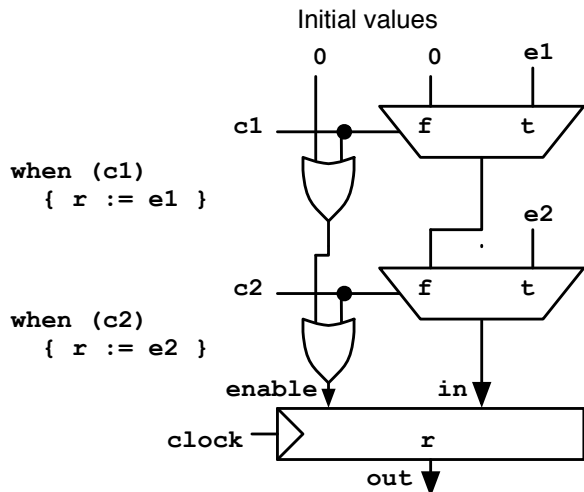 Initial values
0 0 e1
c1 f t
when (c1)
{ r := e1 }
e2
c2 f t
when (c2)
{ r := e2 }
enable in
clock r
out